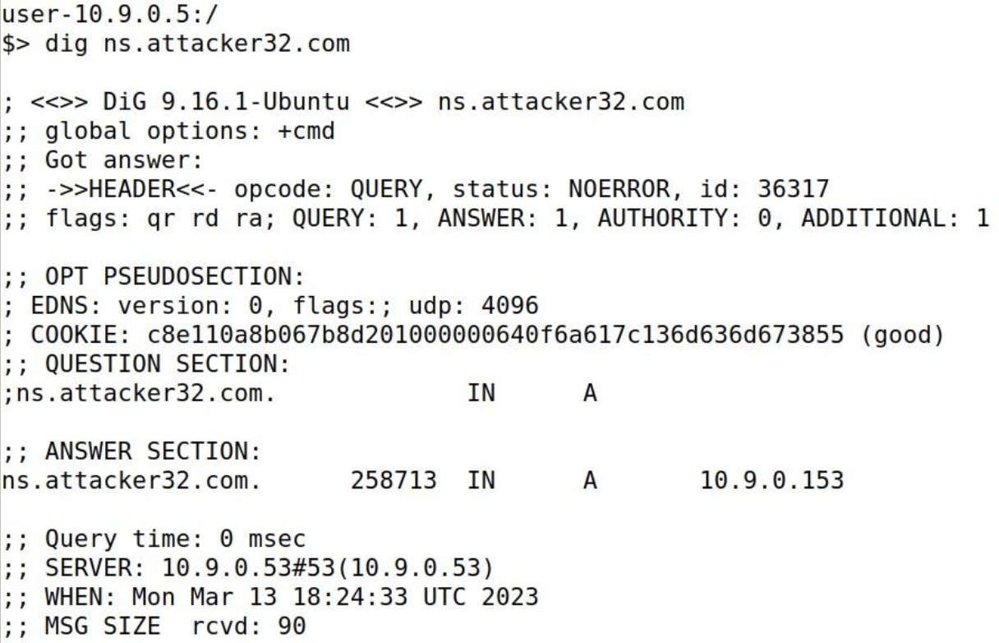 user-10.9.0.5:/
$> dig ns.attacker32.com
; <<>> DiG 9.16.1-Ubuntu <<>> ns.attacker32.com
;; global options: +cmd
;; Got answer:
;; ->>HEADER<<- opcode: QUERY, status: NOERROR, id: 36317
;; flags: qr rd ra; QUERY: 1, ANSWER: 1, AUTHORITY: 0, ADDITIONAL: 1
;; OPT PSEUDOSECTION:
; EDNS: version: 0, flags:; udp: 4096
; COOKIE: c8e110a8b067b8d201000000640f6a617c136d636d673855 (good)
;; QUESTION SECTION:
;ns.attacker32.com. IN A
;; ANSWER SECTION:
ns.attacker32.com. 258713 IN A 10.9.0.153
;; Query time: 0 msec
;; SERVER: 10.9.0.53#53(10.9.0.53)
;; WHEN: Mon Mar 13 18:24:33 UTC 2023
;; MSG SIZE  rcvd: 90